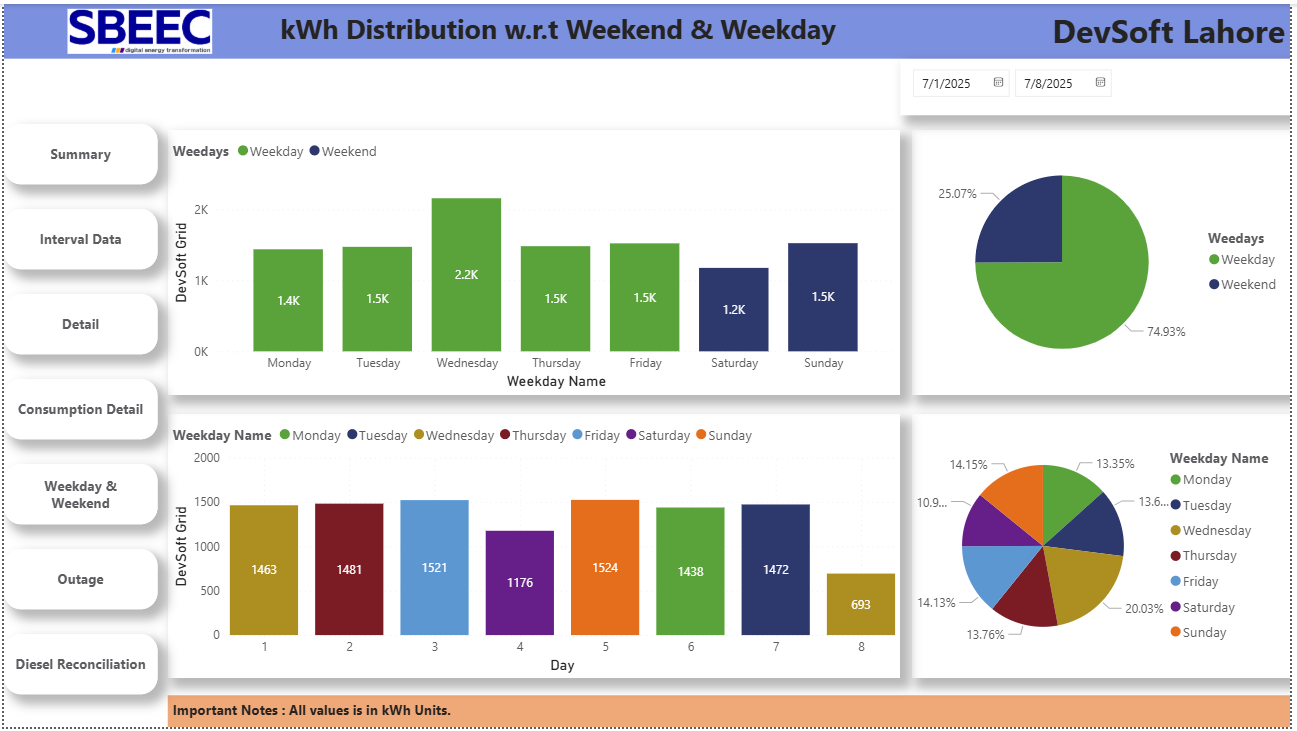 SBEEC
digital energy transformation
kWh Distribution w.r.t Weekend & Weekday
DevSoft Lahore
7/1/2025
7/8/2025
Summary
Interval Data
Detail
Consumption Detail
Weekday &
Weekend
Outage
Diesel Reconciliation
Weedays Weekday Weekend
DevSoft Grid
2K
1K
0K
1.4K
1.5K
2.2K
1.5K
1.5K
1.2K
1.5K
Monday Tuesday Wednesday Thursday Friday Saturday Sunday
Weekday Name
25.07%
74.93%
Weedays
Weekday
Weekend
Weekday Name Monday Tuesday Wednesday Thursday Friday Saturday Sunday
DevSoft Grid
2000
1500
1000
500
0
1463
1481
1521
1176
1524
1438
1472
693
1 2 3 4 5 6 7 8
Day
14.15%
13.35%
10.9...
13.6...
14.13%
20.03%
13.76%
Weekday Name
Monday
Tuesday
Wednesday
Thursday
Friday
Saturday
Sunday
Important Notes : All values is in kWh Units.